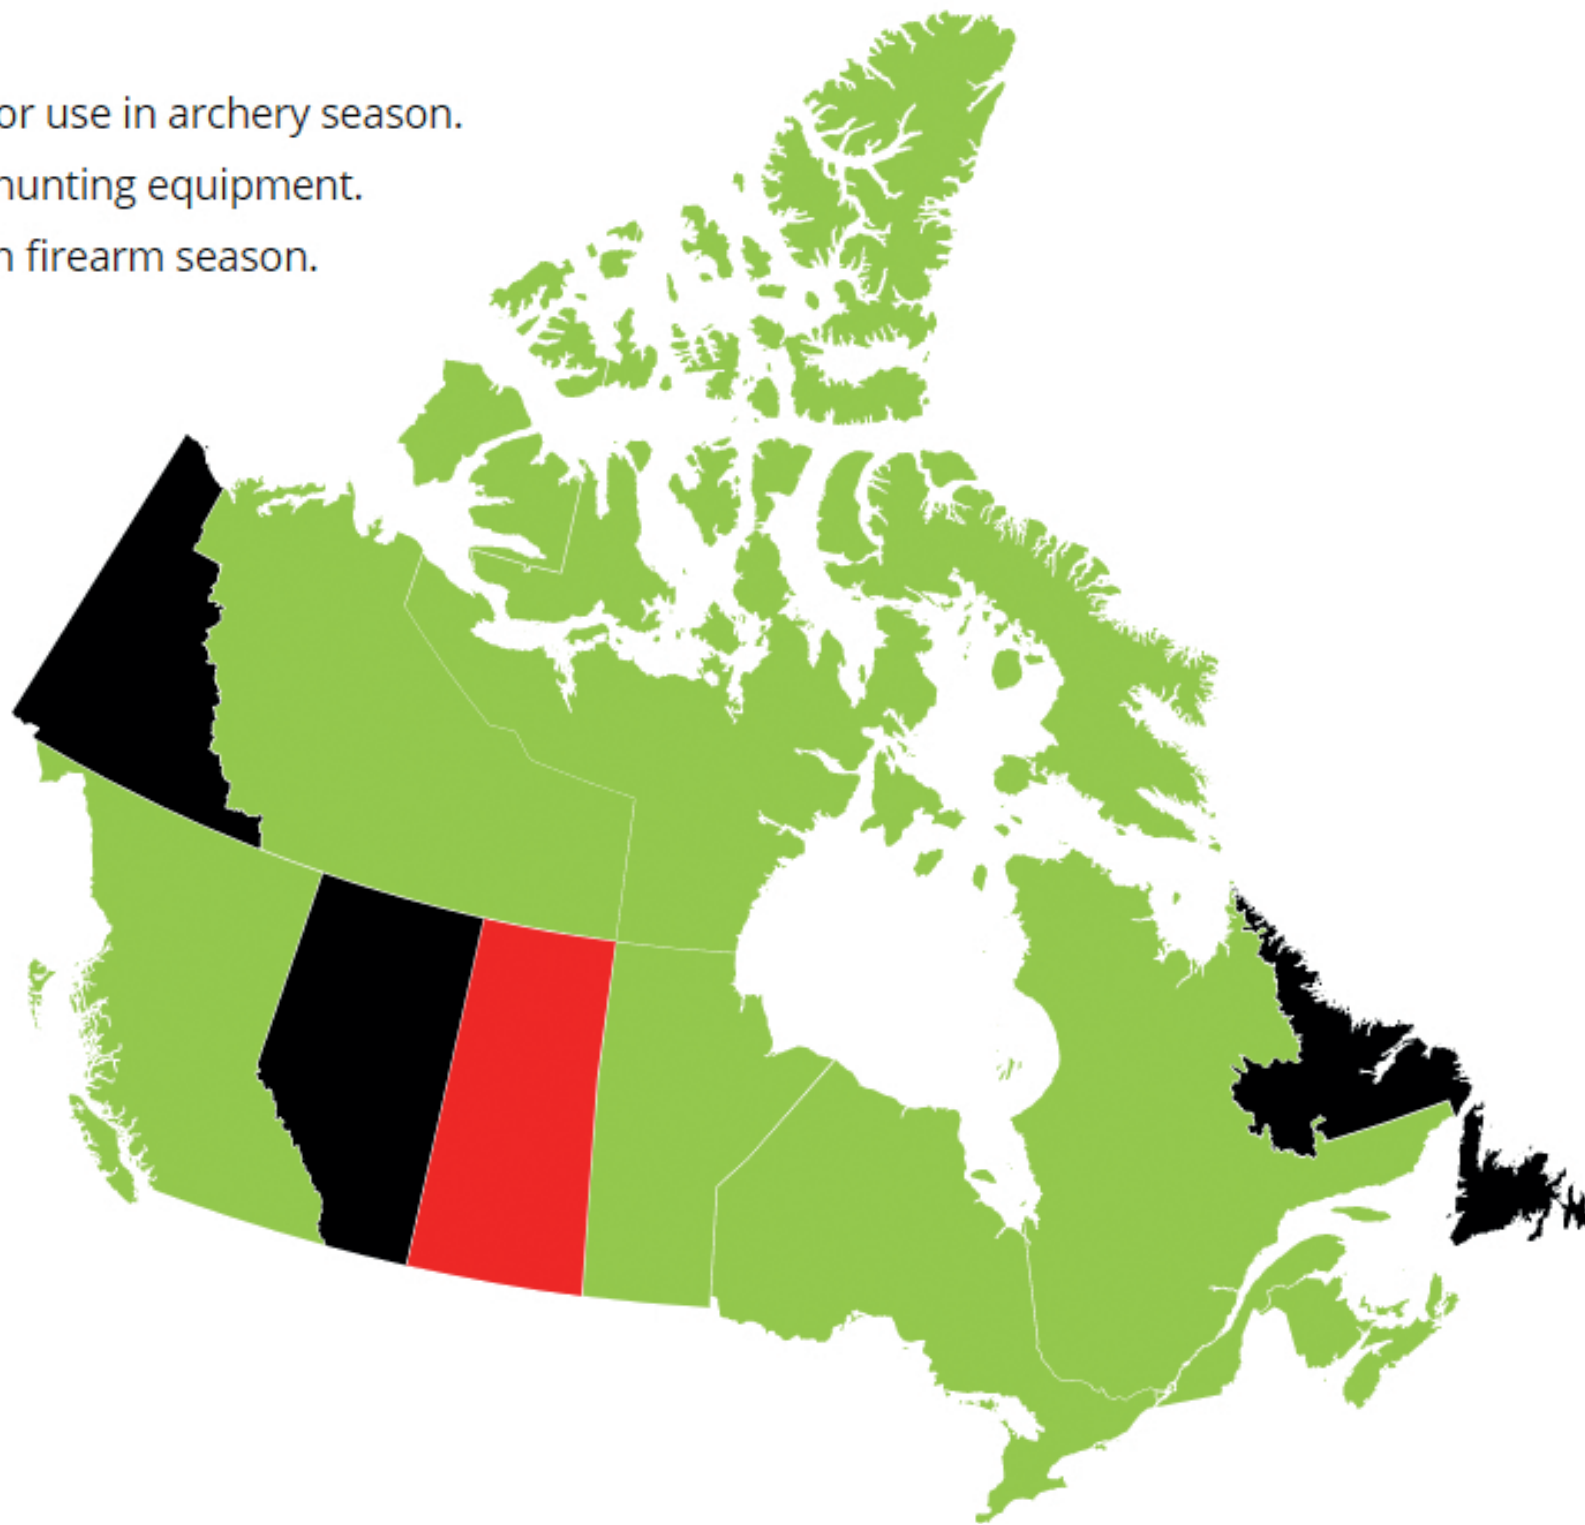 or use in archery season.
hunting equipment.
n firearm season.